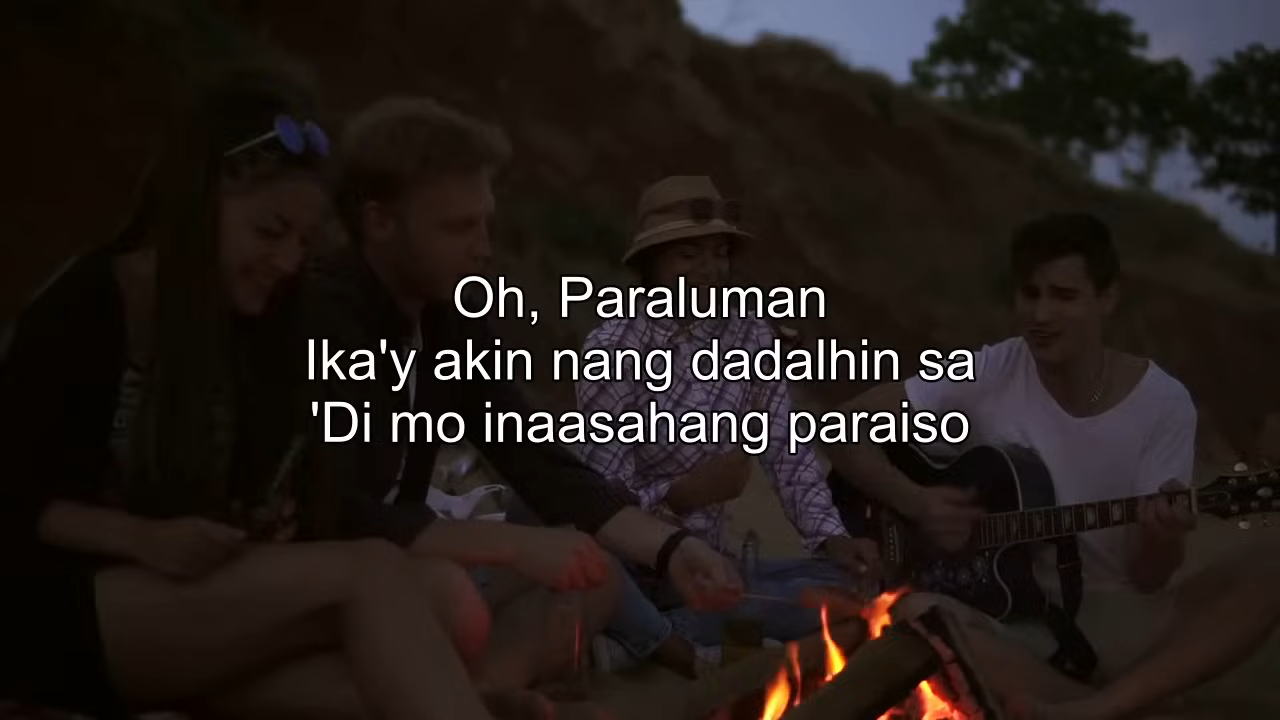 Oh, Paraluman
Ika'y akin nang dadalhin sa
'Di mo inaasahang paraiso